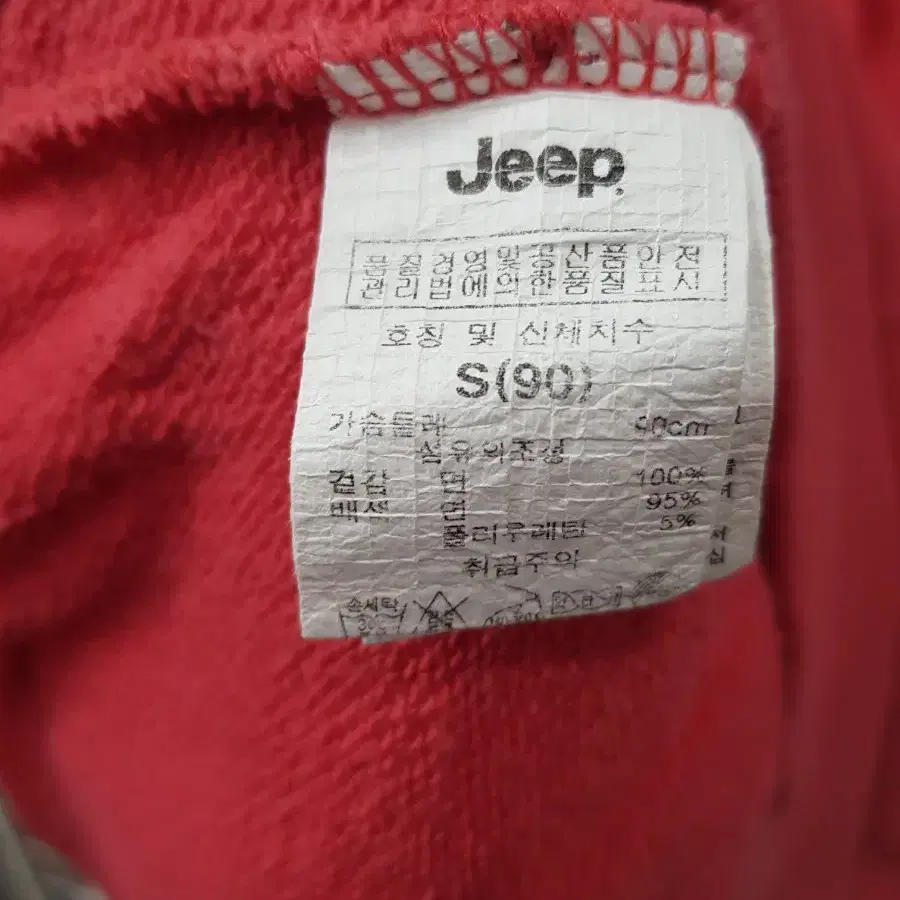 Jeep
품질경영및공산품안전
관리법에의한품질표시
호칭 및 신체치수
S(90)
가슴둘레 90cm
섬유의조성
겉감 면 100%
배색 면 95%
폴리우레탄 5%
취급주의
손세탁